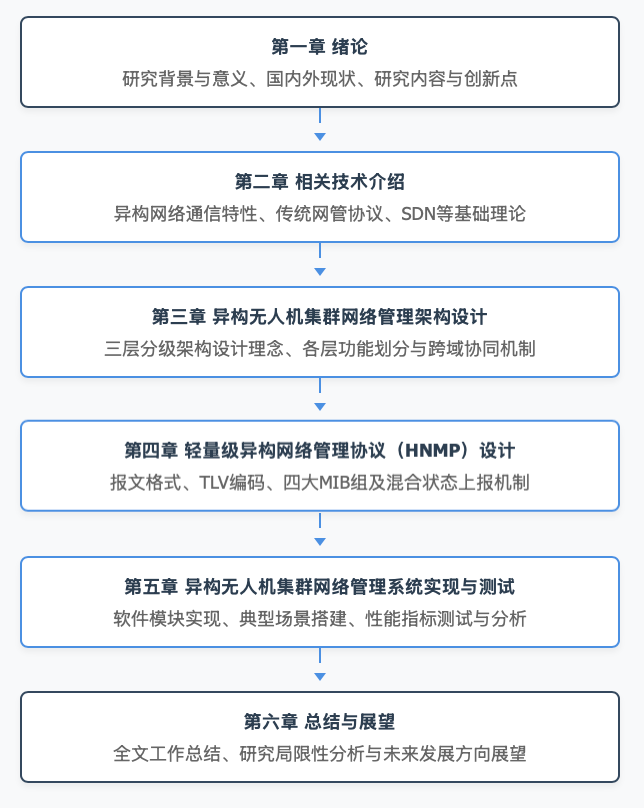 第一章 绪论
研究背景与意义、国内外现状、研究内容与创新点
第二章 相关技术介绍
异构网络通信特性、传统网管协议、SDN等基础理论
第三章 异构无人机集群网络管理架构设计
三层分级架构设计理念、各层功能划分与跨域协同机制
第四章 轻量级异构网络管理协议（HNMP）设计
报文格式、TLV编码、四大MIB组及混合状态上报机制
第五章 异构无人机集群网络管理系统实现与测试
软件模块实现、典型场景搭建、性能指标测试与分析
第六章 总结与展望
全文工作总结、研究局限性分析与未来发展方向展望